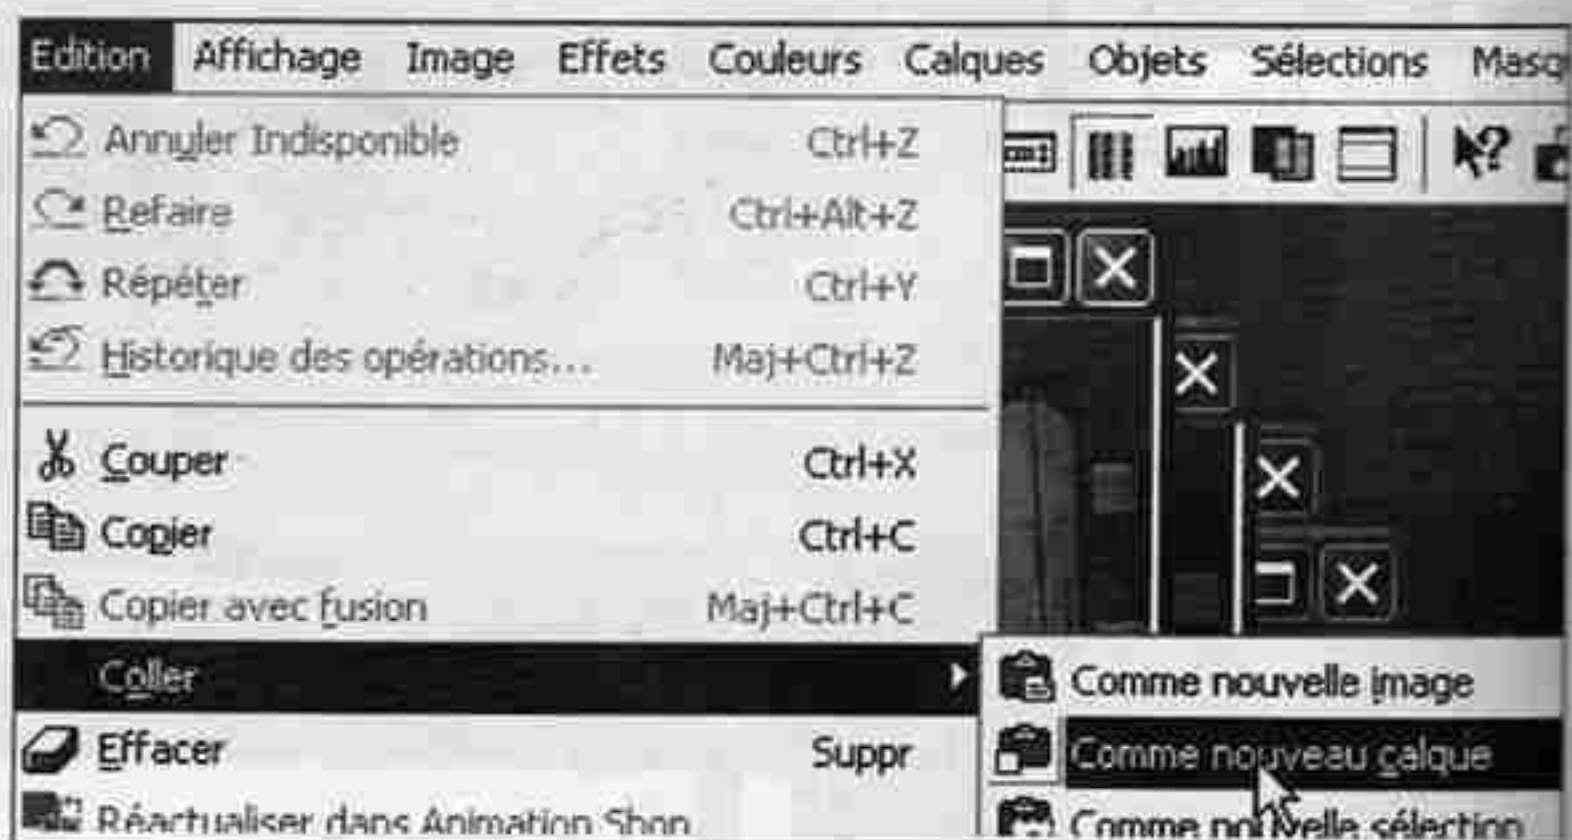 Edition Affichage Image Effets Couleurs Calques Objets Sélections
Annuler Indisponible Ctrl+Z
Refaire Ctrl+Alt+Z
Répéter Ctrl+Y
Historique des opérations... Maj+Ctrl+Z
Couper Ctrl+X
Copier Ctrl+C
Copier avec fusion Maj+Ctrl+C
Coller
Comme nouvelle image
Effacer Suppr
Comme nouveau calque
Réactualiser dans Animation Shop
Comme nouvelle sélection